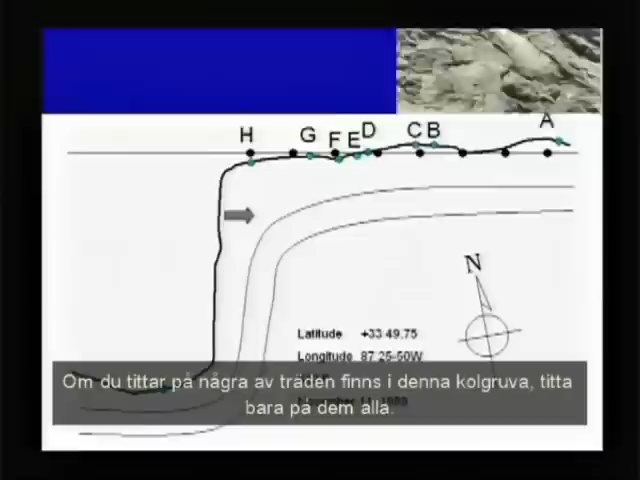 H G F E D C B A
N
Latitude +33 49.75
Longitude 87 25-50W
Om du tittar på några av träden finns i denna kolgruva, titta
bara på dem alla.